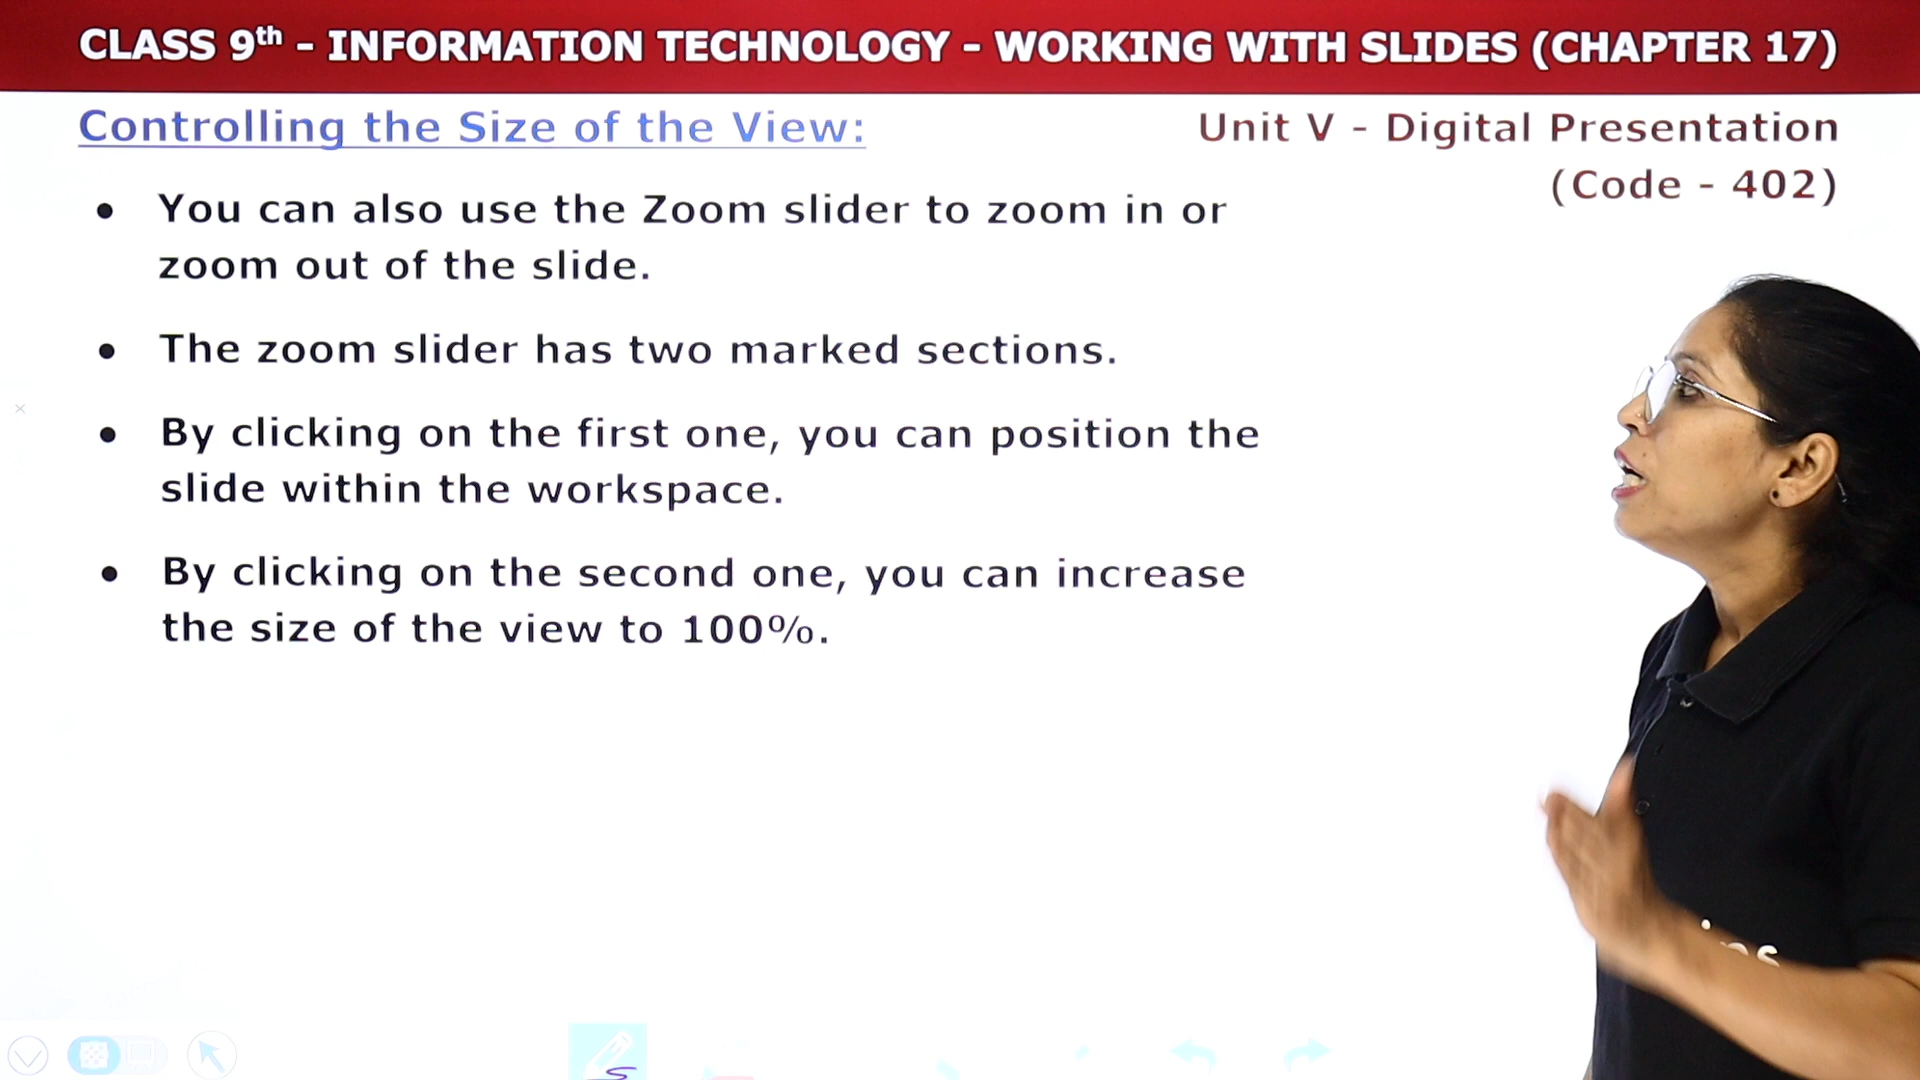 CLASS 9th - INFORMATION TECHNOLOGY - WORKING WITH SLIDES (CHAPTER 17)
Controlling the Size of the View:
Unit V - Digital Presentation
(Code - 402)
• You can also use the Zoom slider to zoom in or
zoom out of the slide.
• The zoom slider has two marked sections.
• By clicking on the first one, you can position the
slide within the workspace.
• By clicking on the second one, you can increase
the size of the view to 100%.